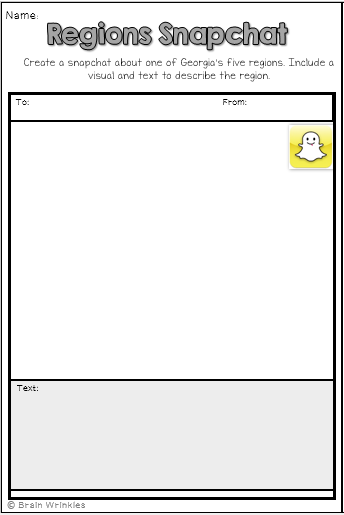 Name:
Regions Snapchat
Create a snapchat about one of Georgia's five regions. Include a
visual and text to describe the region.
To: From:
Text:
© Brain Wrinkles